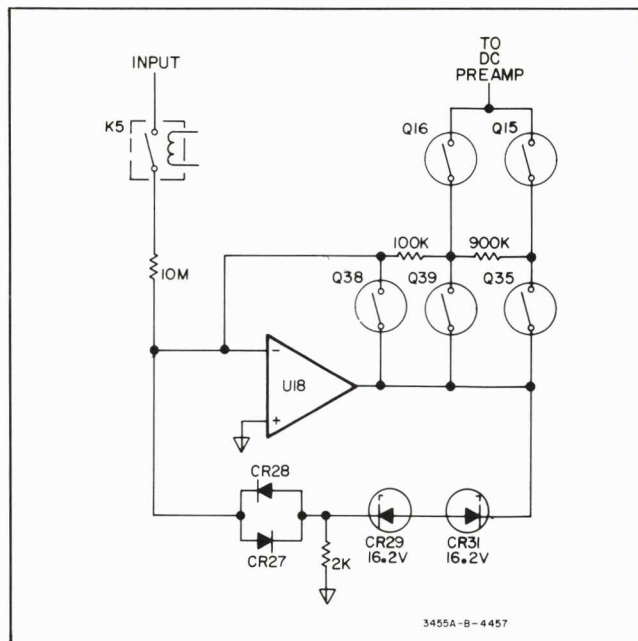 TO
DC
PREAMP
INPUT
K5
Q16
Q15
100K
900K
10M
Q38
Q39
Q35
-
U18
+
CR28
CR27
2K
CR29
16.2V
CR31
16.2V
3455A-B-4457